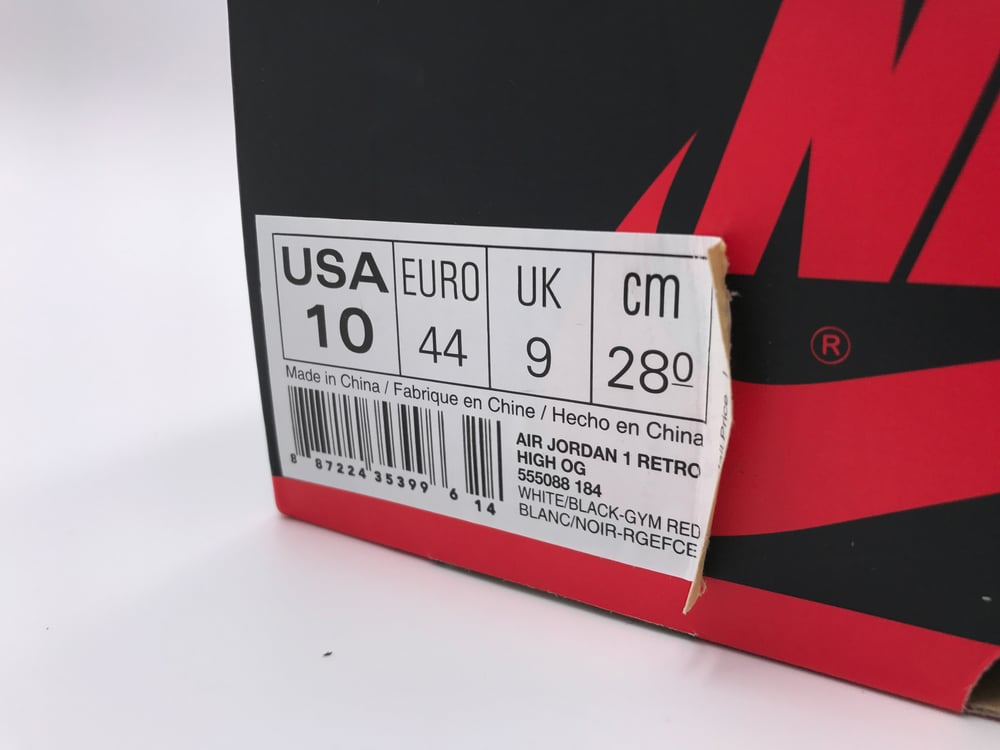 USA EURO UK cm
10 44 9 280
Made in China / Fabrique en Chine / Hecho en China
AIR JORDAN 1 RETRO
HIGH OG
555088 184
WHITE/BLACK-GYM RED
BLANC/NOIR-RGEFCE
8 87224 35399 6
14
Price
®